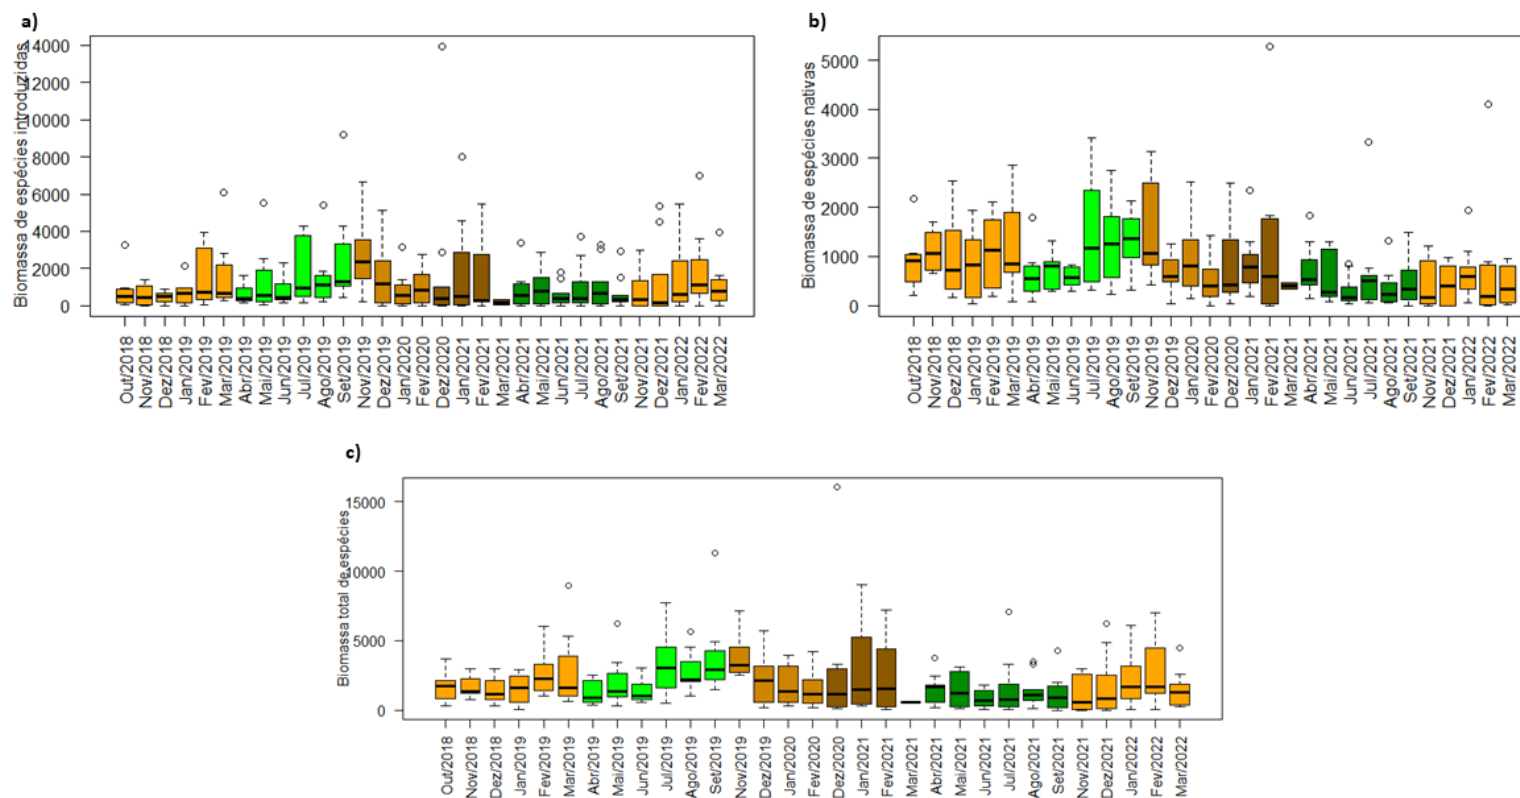 a)
Biomassa de espécies introduzidas
14000
12000
10000
8000
6000
4000
2000
0
Out/2018
Nov/2018
Dez/2018
Jan/2019
Fev/2019
Mar/2019
Abr/2019
Mai/2019
Jun/2019
Jul/2019
Ago/2019
Set/2019
Nov/2019
Dez/2019
Jan/2020
Fev/2020
Dez/2020
Jan/2021
Fev/2021
Mar/2021
Abr/2021
Mai/2021
Jun/2021
Jul/2021
Ago/2021
Set/2021
Nov/2021
Dez/2021
Jan/2022
Fev/2022
Mar/2022
b)
Biomassa de espécies nativas
5000
4000
3000
2000
1000
0
Out/2018
Nov/2018
Dez/2018
Jan/2019
Fev/2019
Mar/2019
Abr/2019
Mai/2019
Jun/2019
Jul/2019
Ago/2019
Set/2019
Nov/2019
Dez/2019
Jan/2020
Fev/2020
Dez/2020
Jan/2021
Fev/2021
Mar/2021
Abr/2021
Mai/2021
Jun/2021
Jul/2021
Ago/2021
Set/2021
Nov/2021
Dez/2021
Jan/2022
Fev/2022
Mar/2022
c)
Biomassa total de espécies
15000
10000
5000
0
Out/2018
Nov/2018
Dez/2018
Jan/2019
Fev/2019
Mar/2019
Abr/2019
Mai/2019
Jun/2019
Jul/2019
Ago/2019
Set/2019
Nov/2019
Dez/2019
Jan/2020
Fev/2020
Dez/2020
Jan/2021
Fev/2021
Mar/2021
Abr/2021
Mai/2021
Jun/2021
Jul/2021
Ago/2021
Set/2021
Nov/2021
Dez/2021
Jan/2022
Fev/2022
Mar/2022